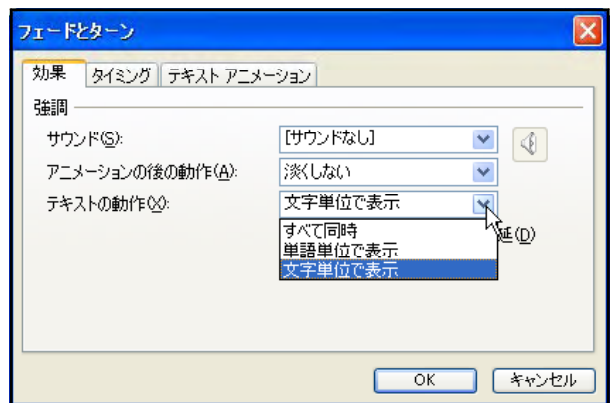 フェードとターン
効果 タイミング テキスト アニメーション
強調
サウンド(S): [サウンドなし]
アニメーションの後の動作(A): 淡くしない
テキストの動作(X): 文字単位で表示
すべて同時
延(D)
単語単位で表示
文字単位で表示
OK キャンセル